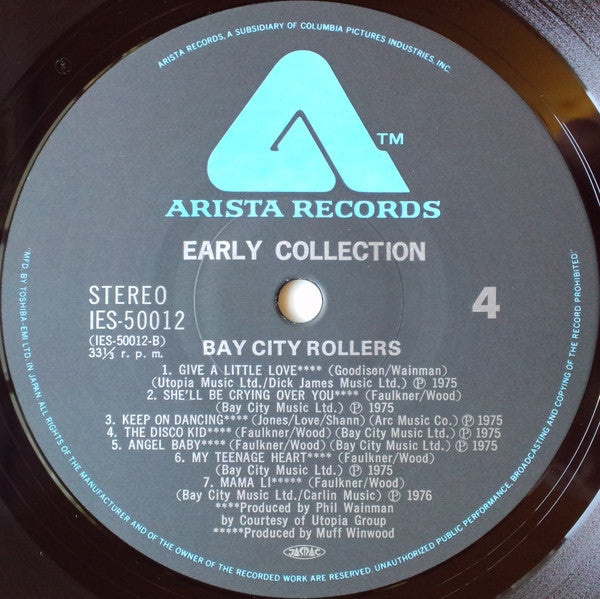 ARISTA RECORDS, A SUBSIDIARY OF COLUMBIA PICTURES INDUSTRIES, INC.
TM
ARISTA RECORDS
EARLY COLLECTION
STEREO
IES-50012
(IES-50012-B)
33⅓ r. p. m.
4
BAY CITY ROLLERS
1. GIVE A LITTLE LOVE**** (Goodison/Wainman)
(Utopia Music Ltd./Dick James Music Ltd.) ℗ 1975
2. SHE'LL BE CRYING OVER YOU**** (Faulkner/Wood)
(Bay City Music Ltd.) ℗ 1975
3. KEEP ON DANCING**** (Jones/Love/Shann) (Arc Music Co.) ℗ 1975
4. THE DISCO KID**** (Faulkner/Wood) (Bay City Music Ltd.) ℗ 1975
5. ANGEL BABY**** (Faulkner/Wood) (Bay City Music Ltd.) ℗ 1975
6. MY TEENAGE HEART**** (Faulkner/Wood)
(Bay City Music Ltd.) ℗ 1975
7. MAMA LI***** (Faulkner/Wood)
(Bay City Music Ltd./Carlin Music) ℗ 1976
****Produced by Phil Wainman
by Courtesy of Utopia Group
*****Produced by Muff Winwood
JASRAC
"MFD. BY TOSHIBA-EMI LTD. IN JAPAN. ALL RIGHTS OF THE MANUFACTURER AND OF THE OWNER OF THE RECORDED WORK ARE RESERVED. UNAUTHORIZED PUBLIC PERFORMANCE, BROADCASTING AND COPYING OF THE RECORD PROHIBITED"